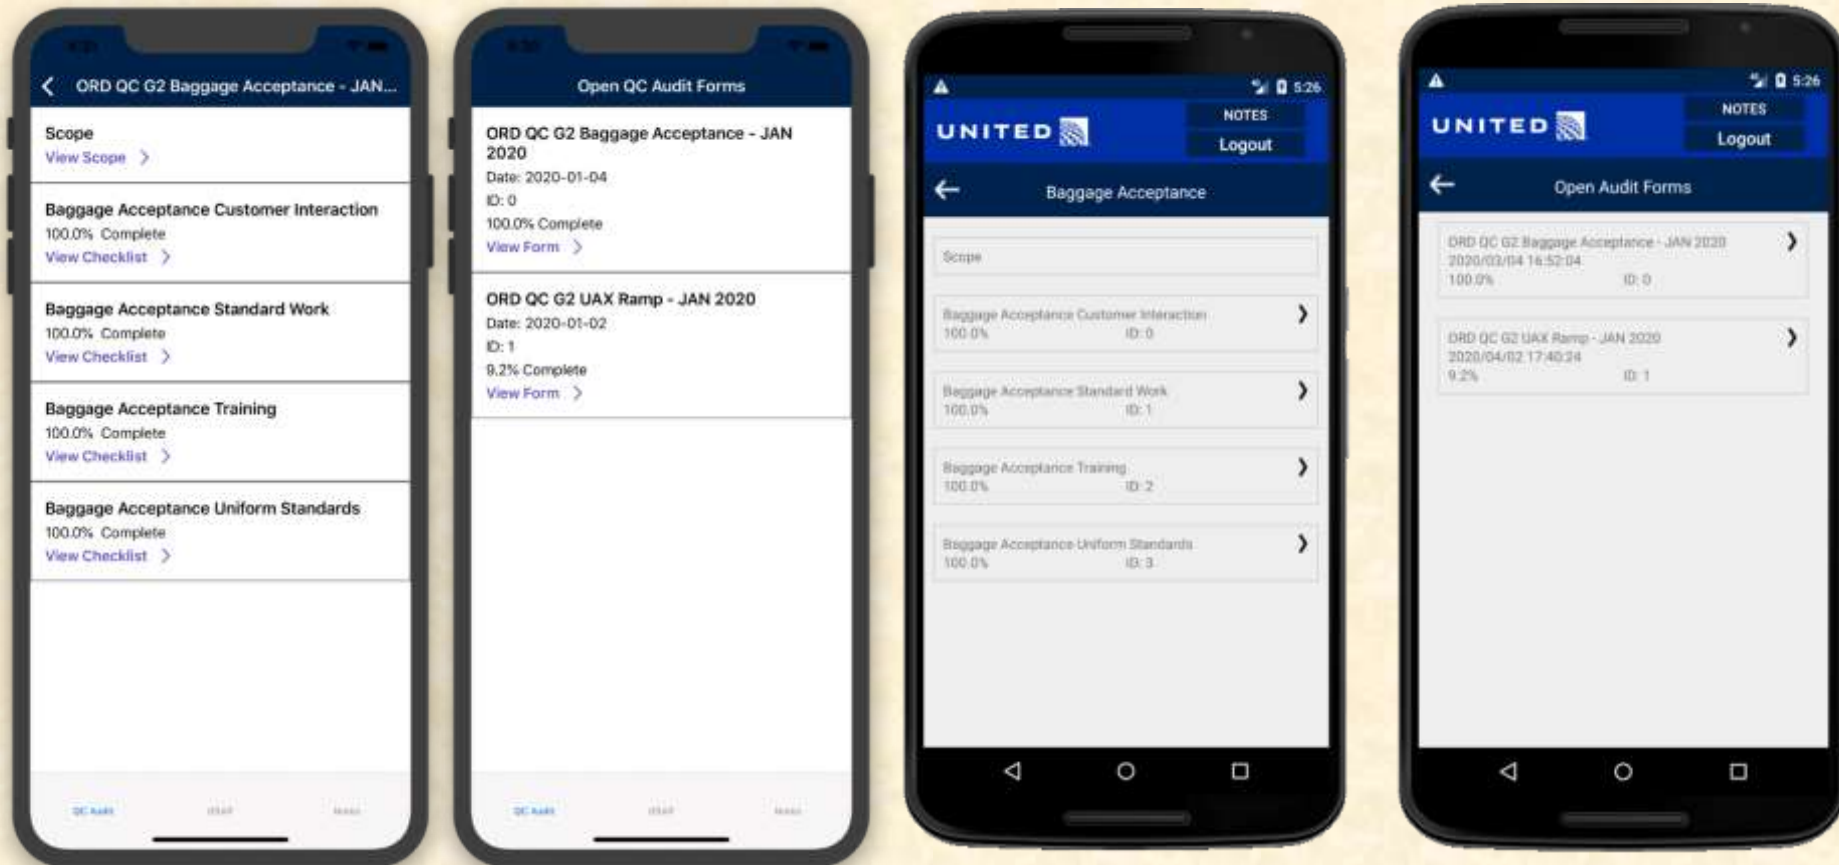 ORD QC G2 Baggage Acceptance - JAN...
Scope
View Scope >
Baggage Acceptance Customer Interaction
100.0% Complete
View Checklist >
Baggage Acceptance Standard Work
100.0% Complete
View Checklist >
Baggage Acceptance Training
100.0% Complete
View Checklist >
Baggage Acceptance Uniform Standards
100.0% Complete
View Checklist >
QC Audit
Open QC Audit Forms
ORD QC G2 Baggage Acceptance - JAN
2020
Date: 2020-01-04
ID: 0
100.0% Complete
View Form >
ORD QC G2 UAX Ramp - JAN 2020
Date: 2020-01-02
ID: 1
9.2% Complete
View Form >
QC Audit
5:26
UNITED
NOTES
Logout
Baggage Acceptance
Scope
Baggage Acceptance Customer Interaction
100.0% ID: 0
Baggage Acceptance Standard Work
100.0% ID: 1
Baggage Acceptance Training
100.0% ID: 2
Baggage Acceptance Uniform Standards
100.0% ID: 3
5:26
UNITED
NOTES
Logout
Open Audit Forms
ORD QC G2 Baggage Acceptance - JAN 2020
2020/03/04 16:52:04
100.0% ID: 0
ORD QC G2 UAX Ramp - JAN 2020
2020/04/02 17:40:24
9.2% ID: 1